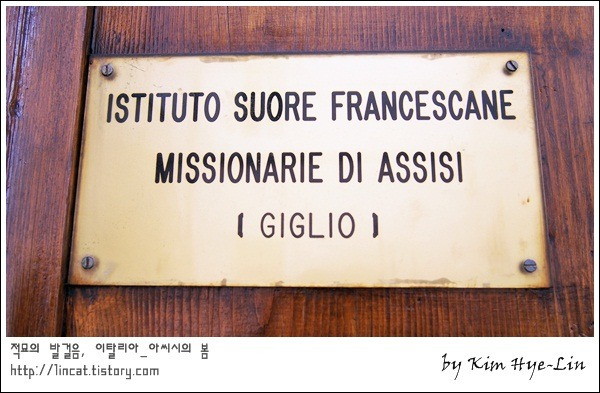 ISTITUTO SUORE FRANCESCANE
MISSIONARIE DI ASSISI
( GIGLIO )
적묘의 발걸음, 이탈리아_아씨시의 봄
http://lincat.tistory.com
by Kim Hye-Lin